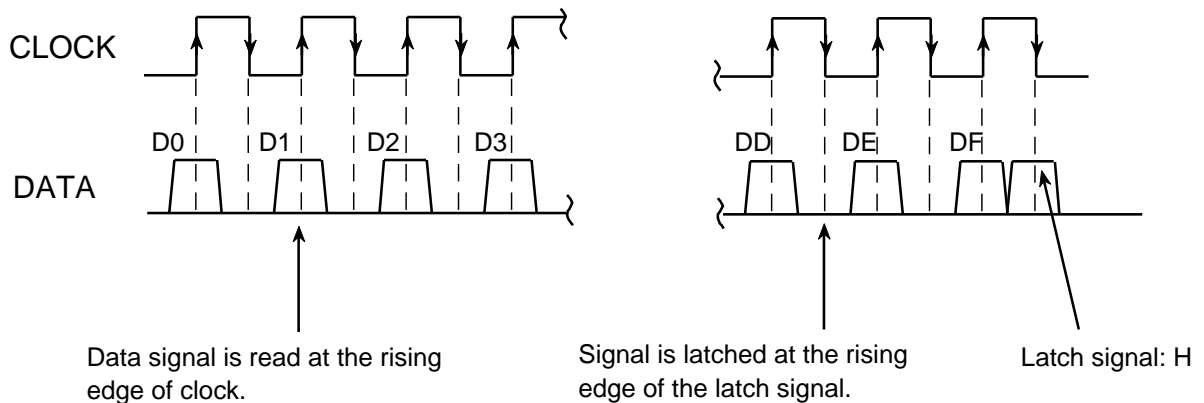 CLOCK
D0 D1 D2 D3 DD DE DF
DATA
Data signal is read at the rising
edge of clock.
Signal is latched at the rising
edge of the latch signal.
Latch signal: H